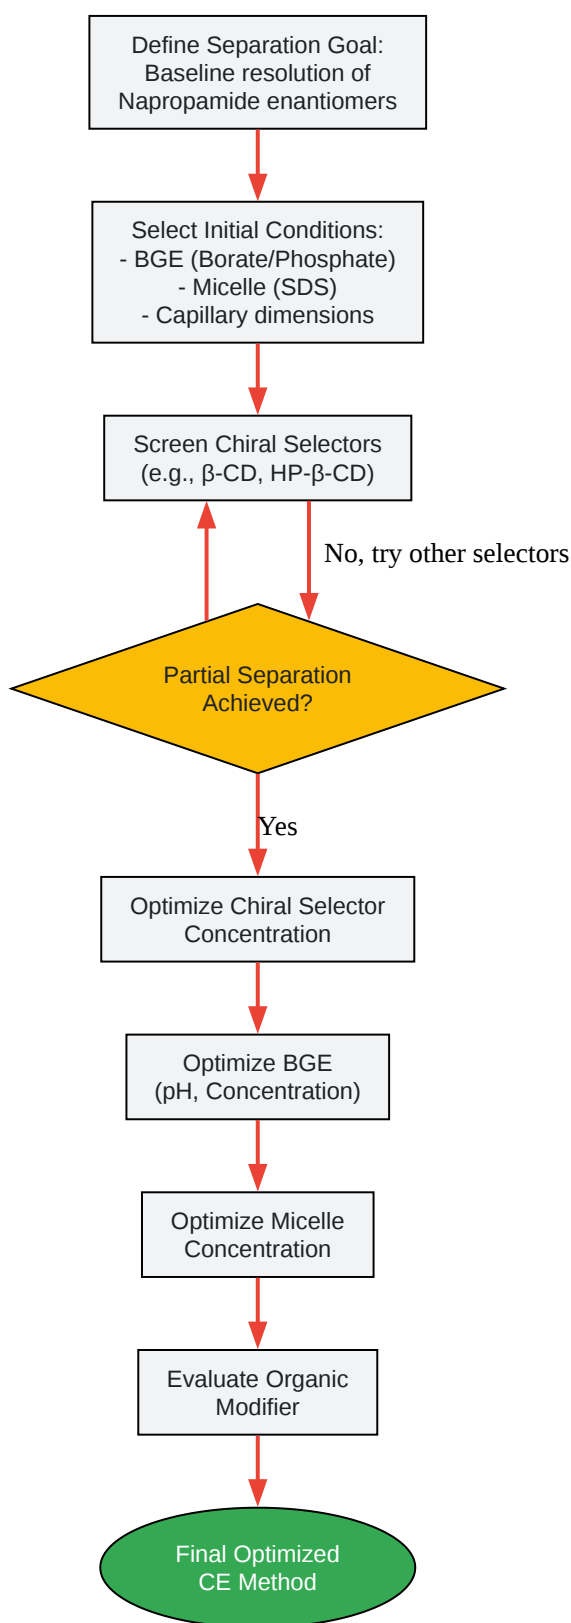 Define Separation Goal:
Baseline resolution of
Napropamide enantiomers
Select Initial Conditions:
- BGE (Borate/Phosphate)
- Micelle (SDS)
- Capillary dimensions
Screen Chiral Selectors
(e.g., β-CD, HP-β-CD)
No, try other selectors
Partial Separation
Achieved?
Yes
Optimize Chiral Selector
Concentration
Optimize BGE
(pH, Concentration)
Optimize Micelle
Concentration
Evaluate Organic
Modifier
Final Optimized
CE Method